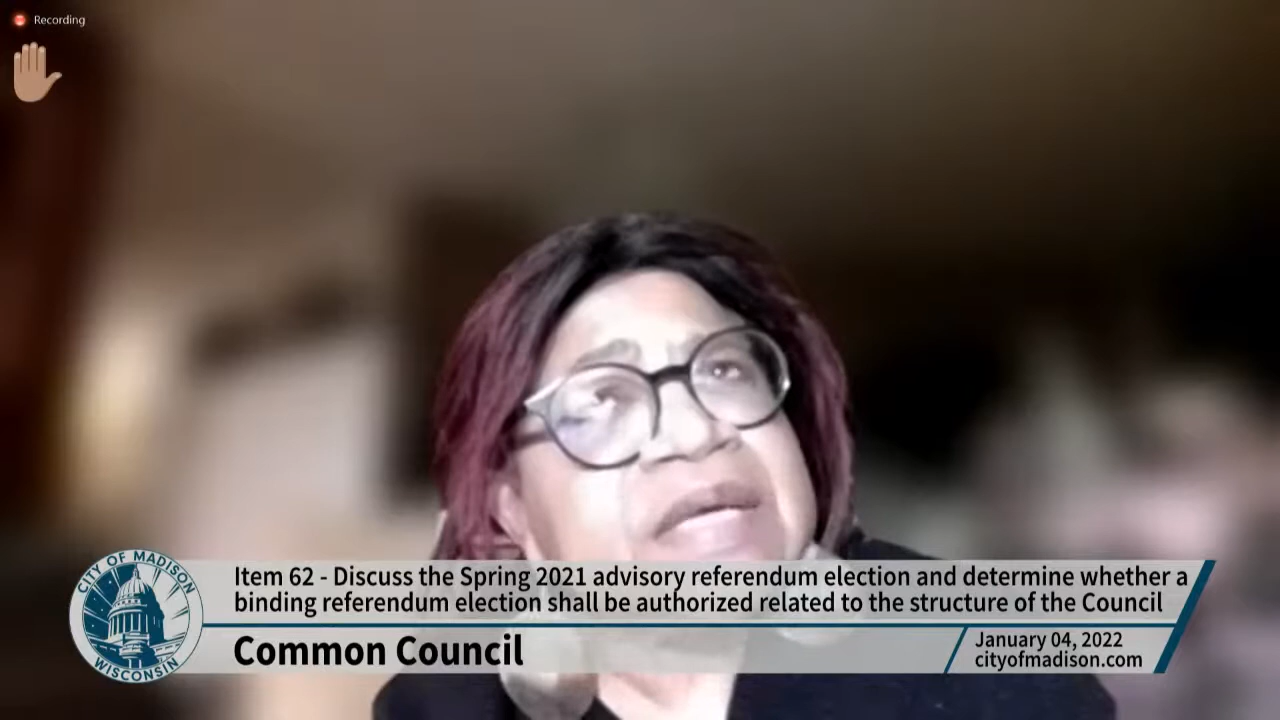 Recording
Item 62 - Discuss the Spring 2021 advisory referendum election and determine whether a
binding referendum election shall be authorized related to the structure of the Council
Common Council
January 04, 2022
cityofmadison.com
CITY OF MADISON
WISCONSIN